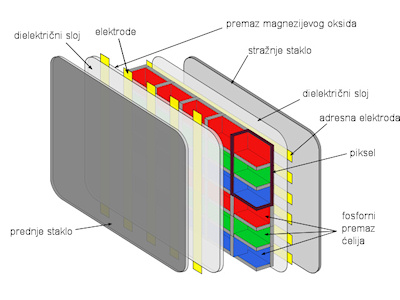 premaz magnezijevog oksida
elektrode
dielektrični sloj
stražnje staklo
dielektrični sloj
adresna elektroda
piksel
fosforni
premaz
ćelija
prednje staklo